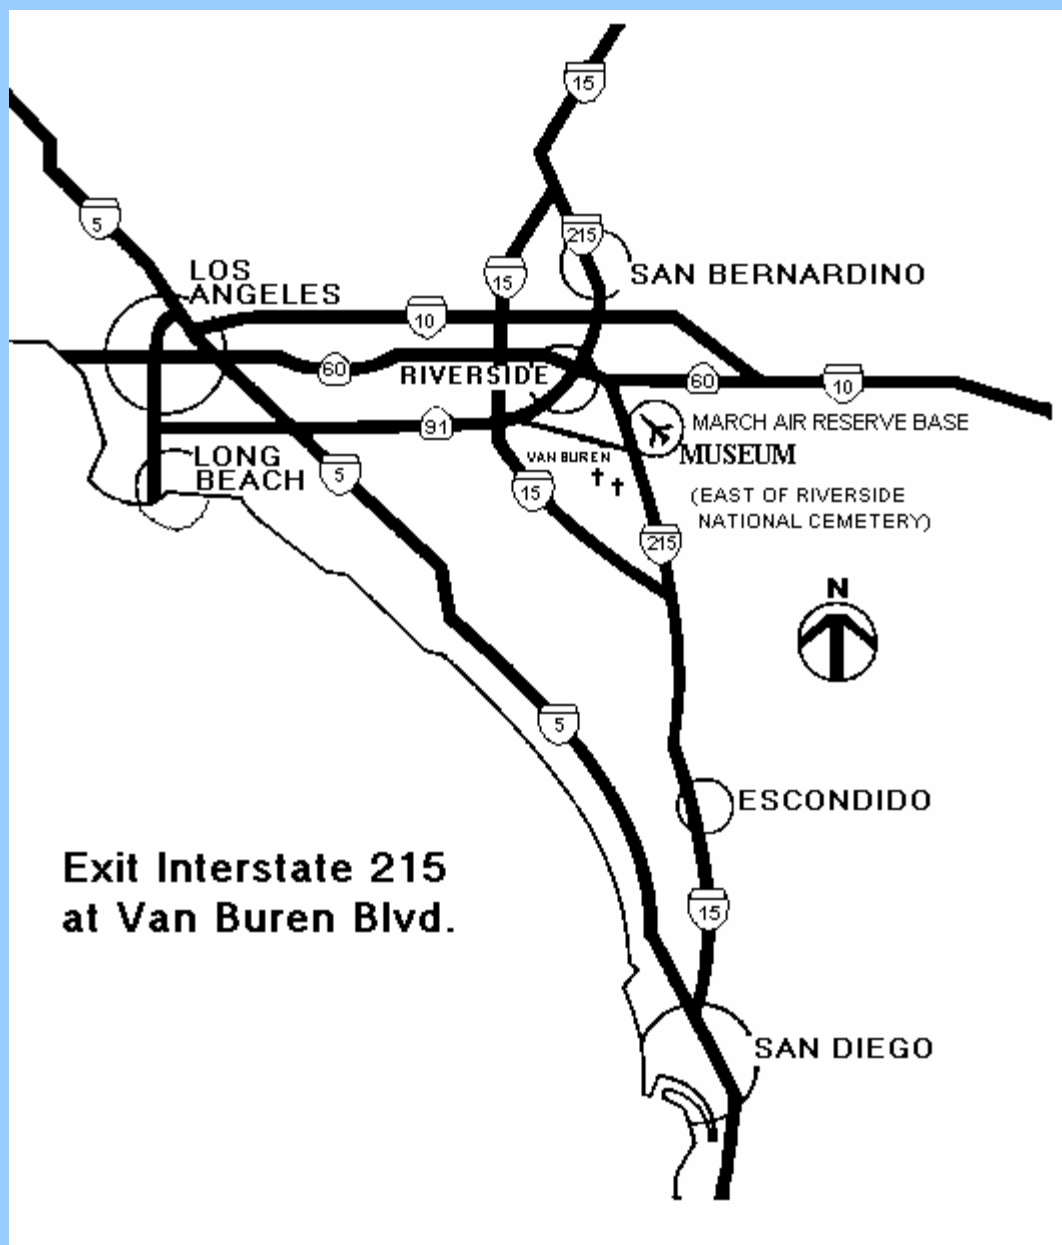 15
5
215
LOS
ANGELES
15
SAN BERNARDINO
10
60
RIVERSIDE
60
10
91
MARCH AIR RESERVE BASE
MUSEUM
VAN BUREN
LONG
BEACH
5
15
(EAST OF RIVERSIDE
NATIONAL CEMETERY)
215
N
5
ESCONDIDO
Exit Interstate 215
at Van Buren Blvd.
15
SAN DIEGO